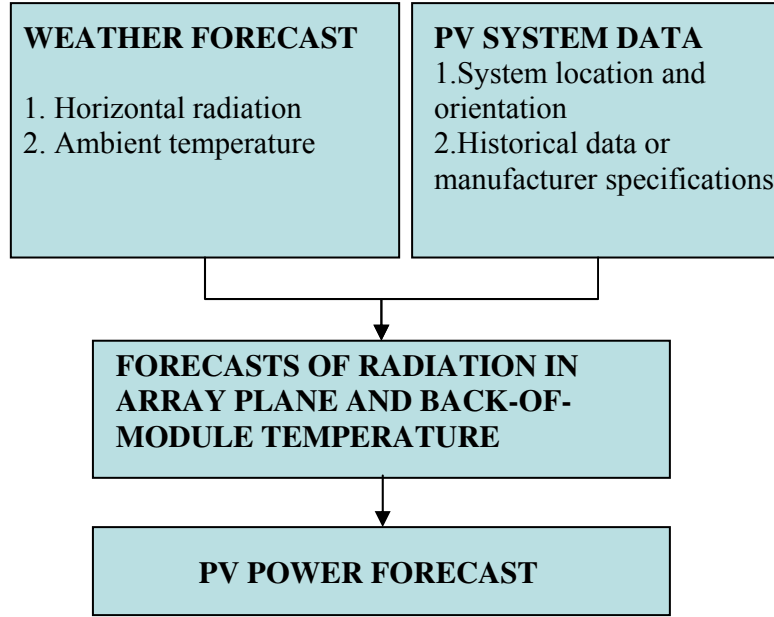 WEATHER FORECAST
1. Horizontal radiation
2. Ambient temperature
PV SYSTEM DATA
1.System location and
orientation
2.Historical data or
manufacturer specifications
FORECASTS OF RADIATION IN
ARRAY PLANE AND BACK-OF-
MODULE TEMPERATURE
PV POWER FORECAST